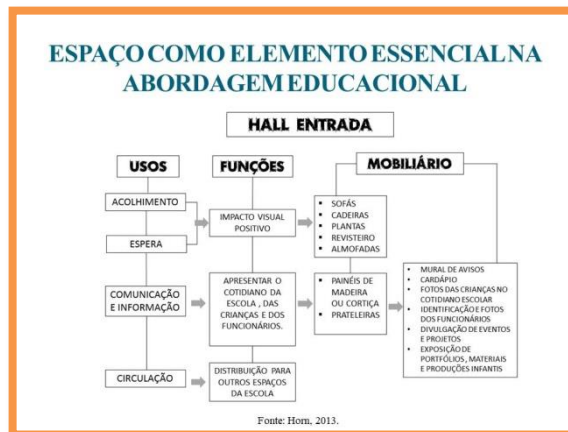 ESPAÇO COMO ELEMENTO ESSENCIAL NA
ABORDAGEM EDUCACIONAL
HALL ENTRADA
USOS
FUNÇÕES
MOBILIÁRIO
ACOLHIMENTO
ESPERA
IMPACTO VISUAL
POSITIVO
▪ SOFÁS
▪ CADEIRAS
▪ PLANTAS
▪ REVISTEIRO
▪ ALMOFADAS
COMUNICAÇÃO
E INFORMAÇÃO
APRESENTAR O
COTIDIANO DA
ESCOLA , DAS
CRIANÇAS E DOS
FUNCIONÁRIOS.
▪ PAINÉIS DE
MADEIRA
OU CORTIÇA
▪ PRATELEIRAS
▪ MURAL DE AVISOS
▪ CARDÁPIO
▪ FOTOS DAS CRIANÇAS NO
COTIDIANO ESCOLAR
▪ IDENTIFICAÇÃO E FOTOS
DOS FUNCIONÁRIOS
▪ DIVULGAÇÃO DE EVENTOS
E PROJETOS
▪ EXPOSIÇÃO DE
PORTFÓLIOS, MATERIAIS
E PRODUÇÕES INFANTIS
CIRCULAÇÃO
DISTRIBUIÇÃO PARA
OUTROS ESPAÇOS
DA ESCOLA
Fonte: Horn, 2013.